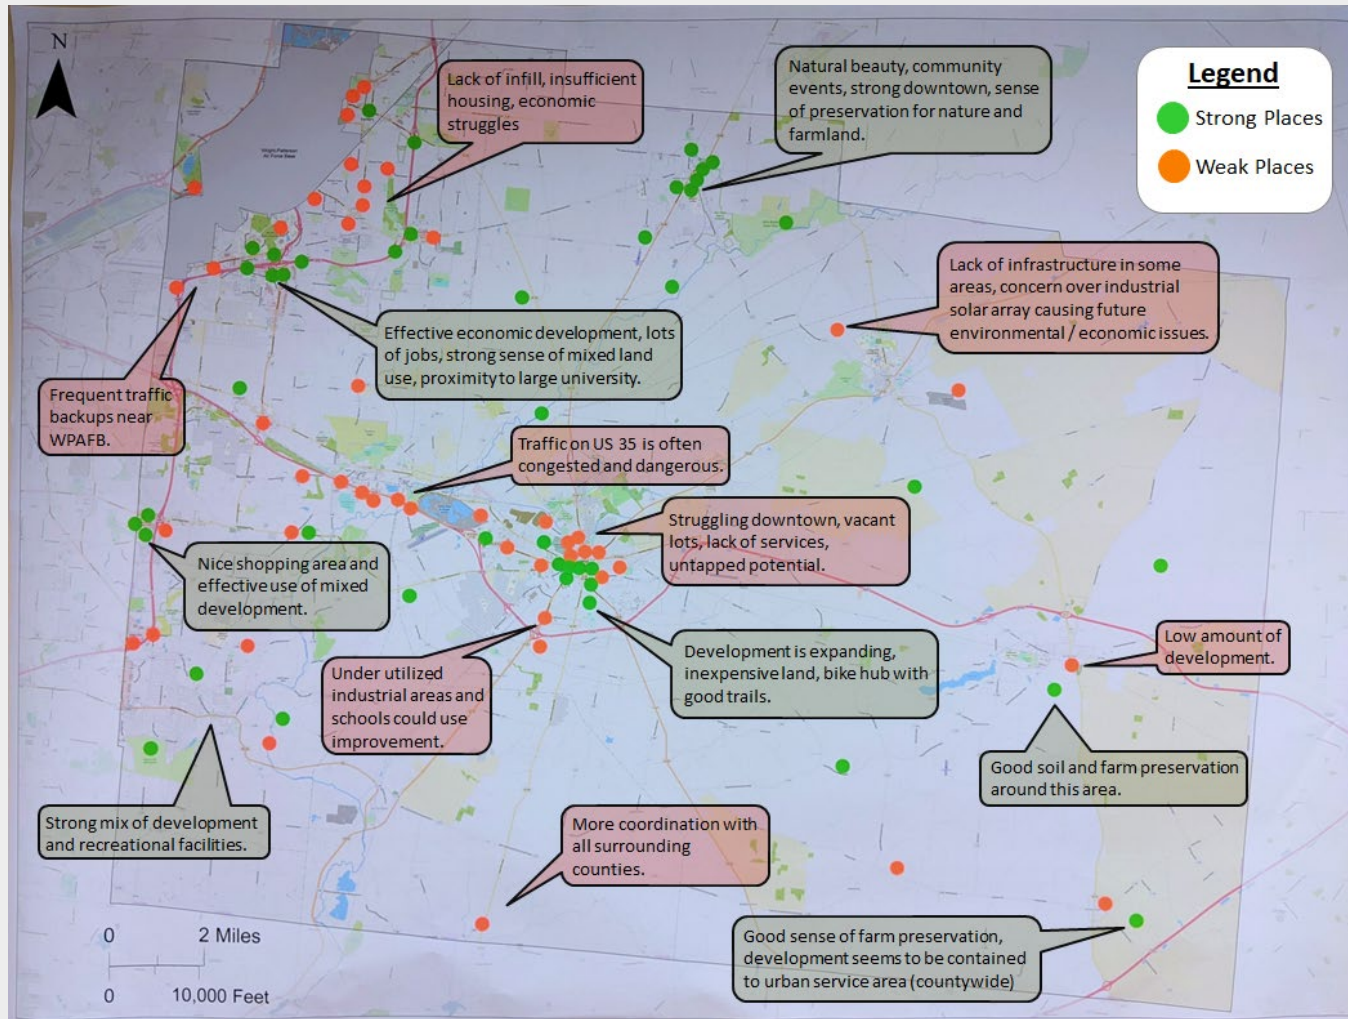 N
Lack of infill, insufficient
housing, economic
struggles
Natural beauty, community
events, strong downtown, sense
of preservation for nature and
farmland.
Legend
Strong Places
Weak Places
Wright-Patterson
Air Force Base
Lack of infrastructure in some
areas, concern over industrial
solar array causing future
environmental / economic issues.
Effective economic development, lots
of jobs, strong sense of mixed land
use, proximity to large university.
Frequent traffic
backups near
WPAFB.
Traffic on US 35 is often
congested and dangerous.
Struggling downtown, vacant
lots, lack of services,
untapped potential.
Nice shopping area and
effective use of mixed
development.
Under utilized
industrial areas and
schools could use
improvement.
Development is expanding,
inexpensive land, bike hub with
good trails.
Low amount of
development.
Good soil and farm preservation
around this area.
Strong mix of development
and recreational facilities.
More coordination with
all surrounding
counties.
Good sense of farm preservation,
development seems to be contained
to urban service area (countywide)
0 2 Miles
0 10,000 Feet